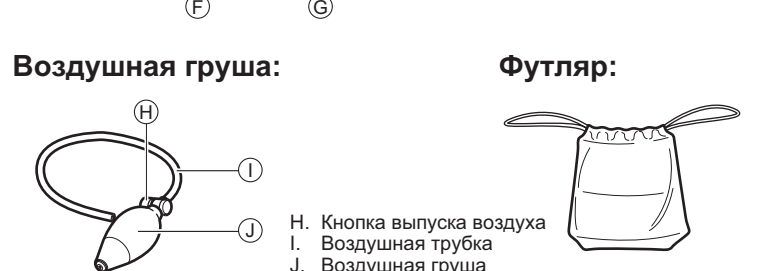 F G
Воздушная груша: Футляр:
H
I
J
H. Кнопка выпуска воздуха
I. Воздушная трубка
J. Воздушная груша